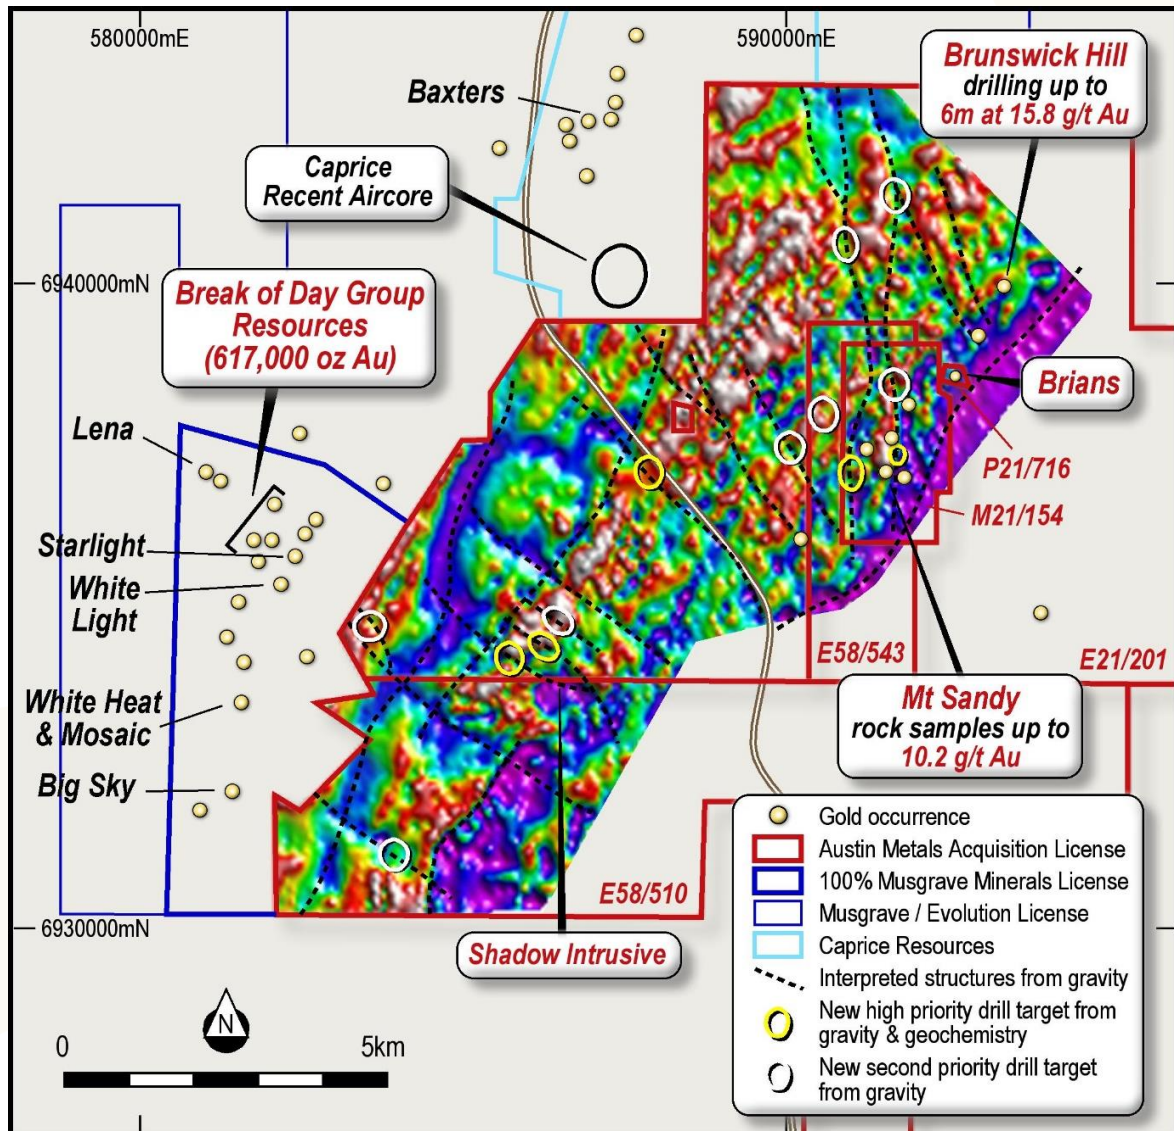 580000mE
590000mE
Baxters
Brunswick Hill
drilling up to
6m at 15.8 g/t Au
Caprice
Recent Aircore
6940000mN
Break of Day Group
Resources
(617,000 oz Au)
Brians
Lena
P21/716
M21/154
Starlight
White
Light
E58/543
E21/201
White Heat
& Mosaic
Mt Sandy
rock samples up to
10.2 g/t Au
Big Sky
E58/510
6930000mN
Shadow Intrusive
Gold occurrence
Austin Metals Acquisition License
100% Musgrave Minerals License
Musgrave / Evolution License
Caprice Resources
Interpreted structures from gravity
New high priority drill target from
gravity & geochemistry
New second priority drill target
from gravity
N
0 5km